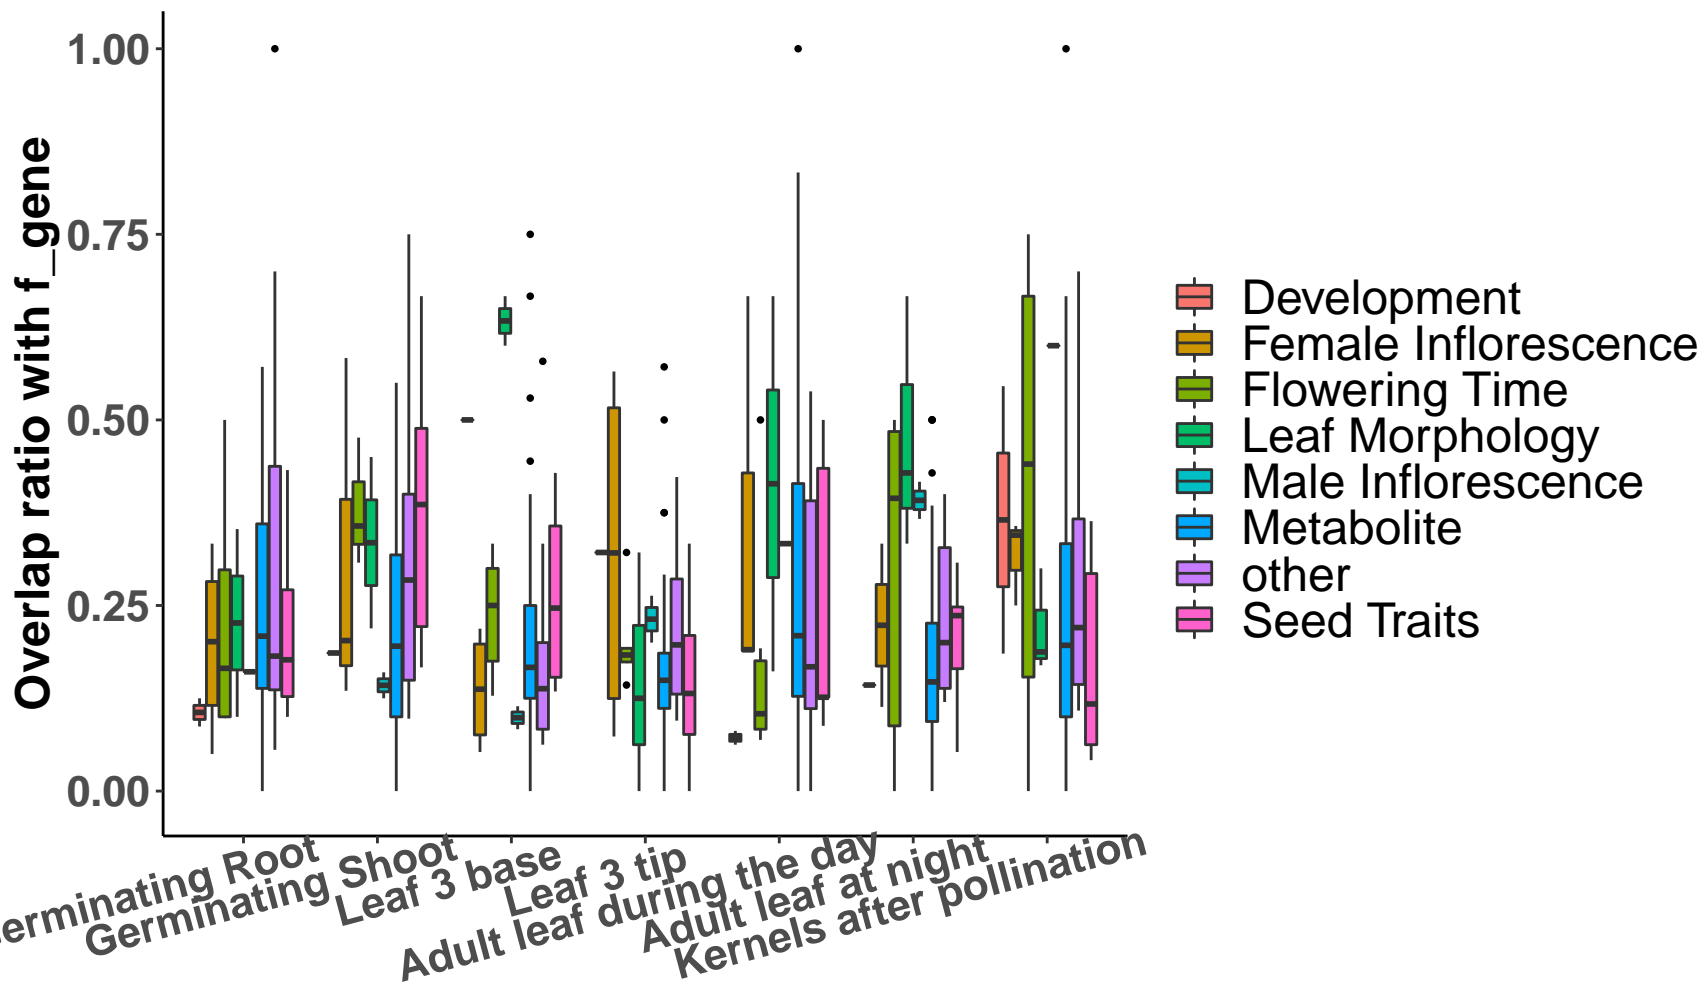 Overlap ratio with f_gene
1.00
0.75
0.50
0.25
0.00
erminating Root
Germinating Shoot
Leaf 3 base
Leaf 3 tip
Adult leaf during the day
Adult leaf at night
Kernels after pollination
Development
Female Inflorescence
Flowering Time
Leaf Morphology
Male Inflorescence
Metabolite
other
Seed Traits